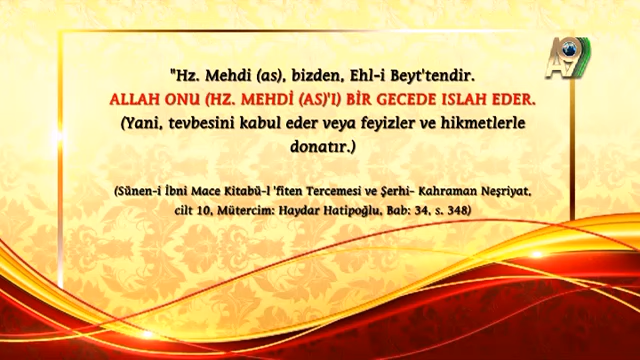 "Hz. Mehdi (as), bizden, Ehl-i Beyt'tendir.
ALLAH ONU (HZ. MEHDİ (AS)'I) BİR GECEDE ISLAH EDER.
(Yani, tevbesini kabul eder veya feyizler ve hikmetlerle
donatır.)
(Sünen-i İbni Mace Kitabü-l 'fiten Tercemesi ve Şerhi- Kahraman Neşriyat,
cilt 10, Mütercim: Haydar Hatipoğlu, Bab: 34, s. 348)
A9